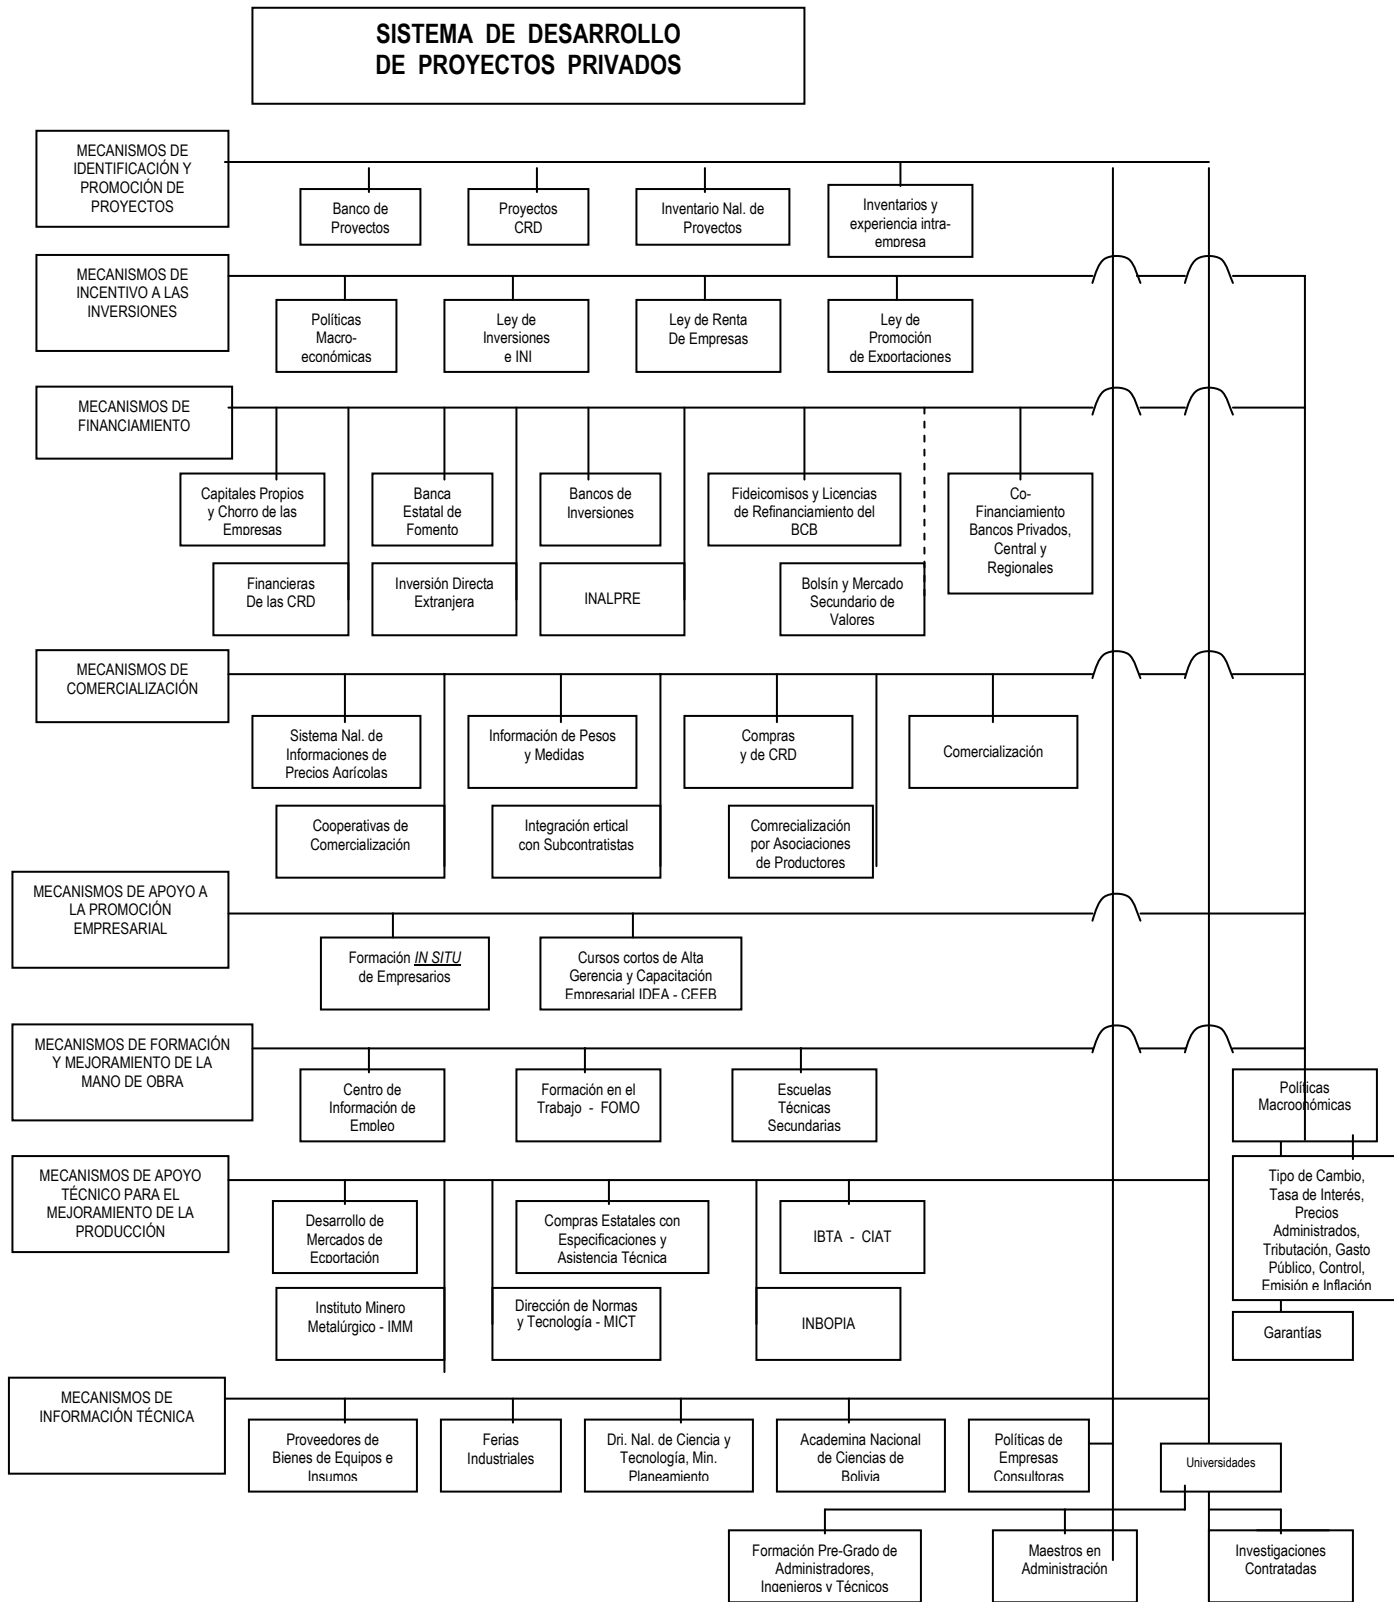 SISTEMA DE DESARROLLO
DE PROYECTOS PRIVADOS
MECANISMOS DE
IDENTIFICACIÓN Y
PROMOCIÓN DE
PROYECTOS
Banco de
Proyectos
Proyectos
CRD
Inventario Nal. de
Proyectos
Inventarios y
experiencia intra-
empresa
MECANISMOS DE
INCENTIVO A LAS
INVERSIONES
Políticas
Macro-
económicas
Ley de
Inversiones
e INI
Ley de Renta
De Empresas
Ley de
Promoción
de Exportaciones
MECANISMOS DE
FINANCIAMIENTO
Capitales Propios
y Chorro de las
Empresas
Banca
Estatal de
Fomento
Bancos de
Inversiones
Fideicomisos y Licencias
de Refinanciamiento del
BCB
Co-
Financiamiento
Bancos Privados,
Central y
Regionales
Financieras
De las CRD
Inversión Directa
Extranjera
INALPRE
Bolsín y Mercado
Secundario de
Valores
MECANISMOS DE
COMERCIALIZACIÓN
Sistema Nal. de
Informaciones de
Precios Agrícolas
Información de Pesos
y Medidas
Compras
y de CRD
Comercialización
Cooperativas de
Comercialización
Integración ertical
con Subcontratistas
Comrecialización
por Asociaciones
de Productores
MECANISMOS DE APOYO A
LA PROMOCIÓN
EMPRESARIAL
Formación IN SITU
de Empresarios
Cursos cortos de Alta
Gerencia y Capacitación
Empresarial IDEA - CEEB
MECANISMOS DE FORMACIÓN
Y MEJORAMIENTO DE LA
MANO DE OBRA
Centro de
Información de
Empleo
Formación en el
Trabajo - FOMO
Escuelas
Técnicas
Secundarias
Políticas
Macroonómicas
MECANISMOS DE APOYO
TÉCNICO PARA EL
MEJORAMIENTO DE LA
PRODUCCIÓN
Desarrollo de
Mercados de
Ecportación
Compras Estatales con
Especificaciones y
Asistencia Técnica
IBTA - CIAT
Tipo de Cambio,
Tasa de Interés,
Precios
Administrados,
Tributación, Gasto
Público, Control,
Emisión e Inflación
Instituto Minero
Metalúrgico - IMM
Dirección de Normas
y Tecnología - MICT
INBOPIA
Garantías
MECANISMOS DE
INFORMACIÓN TÉCNICA
Proveedores de
Bienes de Equipos e
Insumos
Ferias
Industriales
Dri. Nal. de Ciencia y
Tecnología, Min.
Planeamiento
Academina Nacional
de Ciencias de
Bolivia
Políticas de
Empresas
Consultoras
Universidades
Formación Pre-Grado de
Administradores,
Ingenieros y Técnicos
Maestros en
Administración
Investigaciones
Contratadas